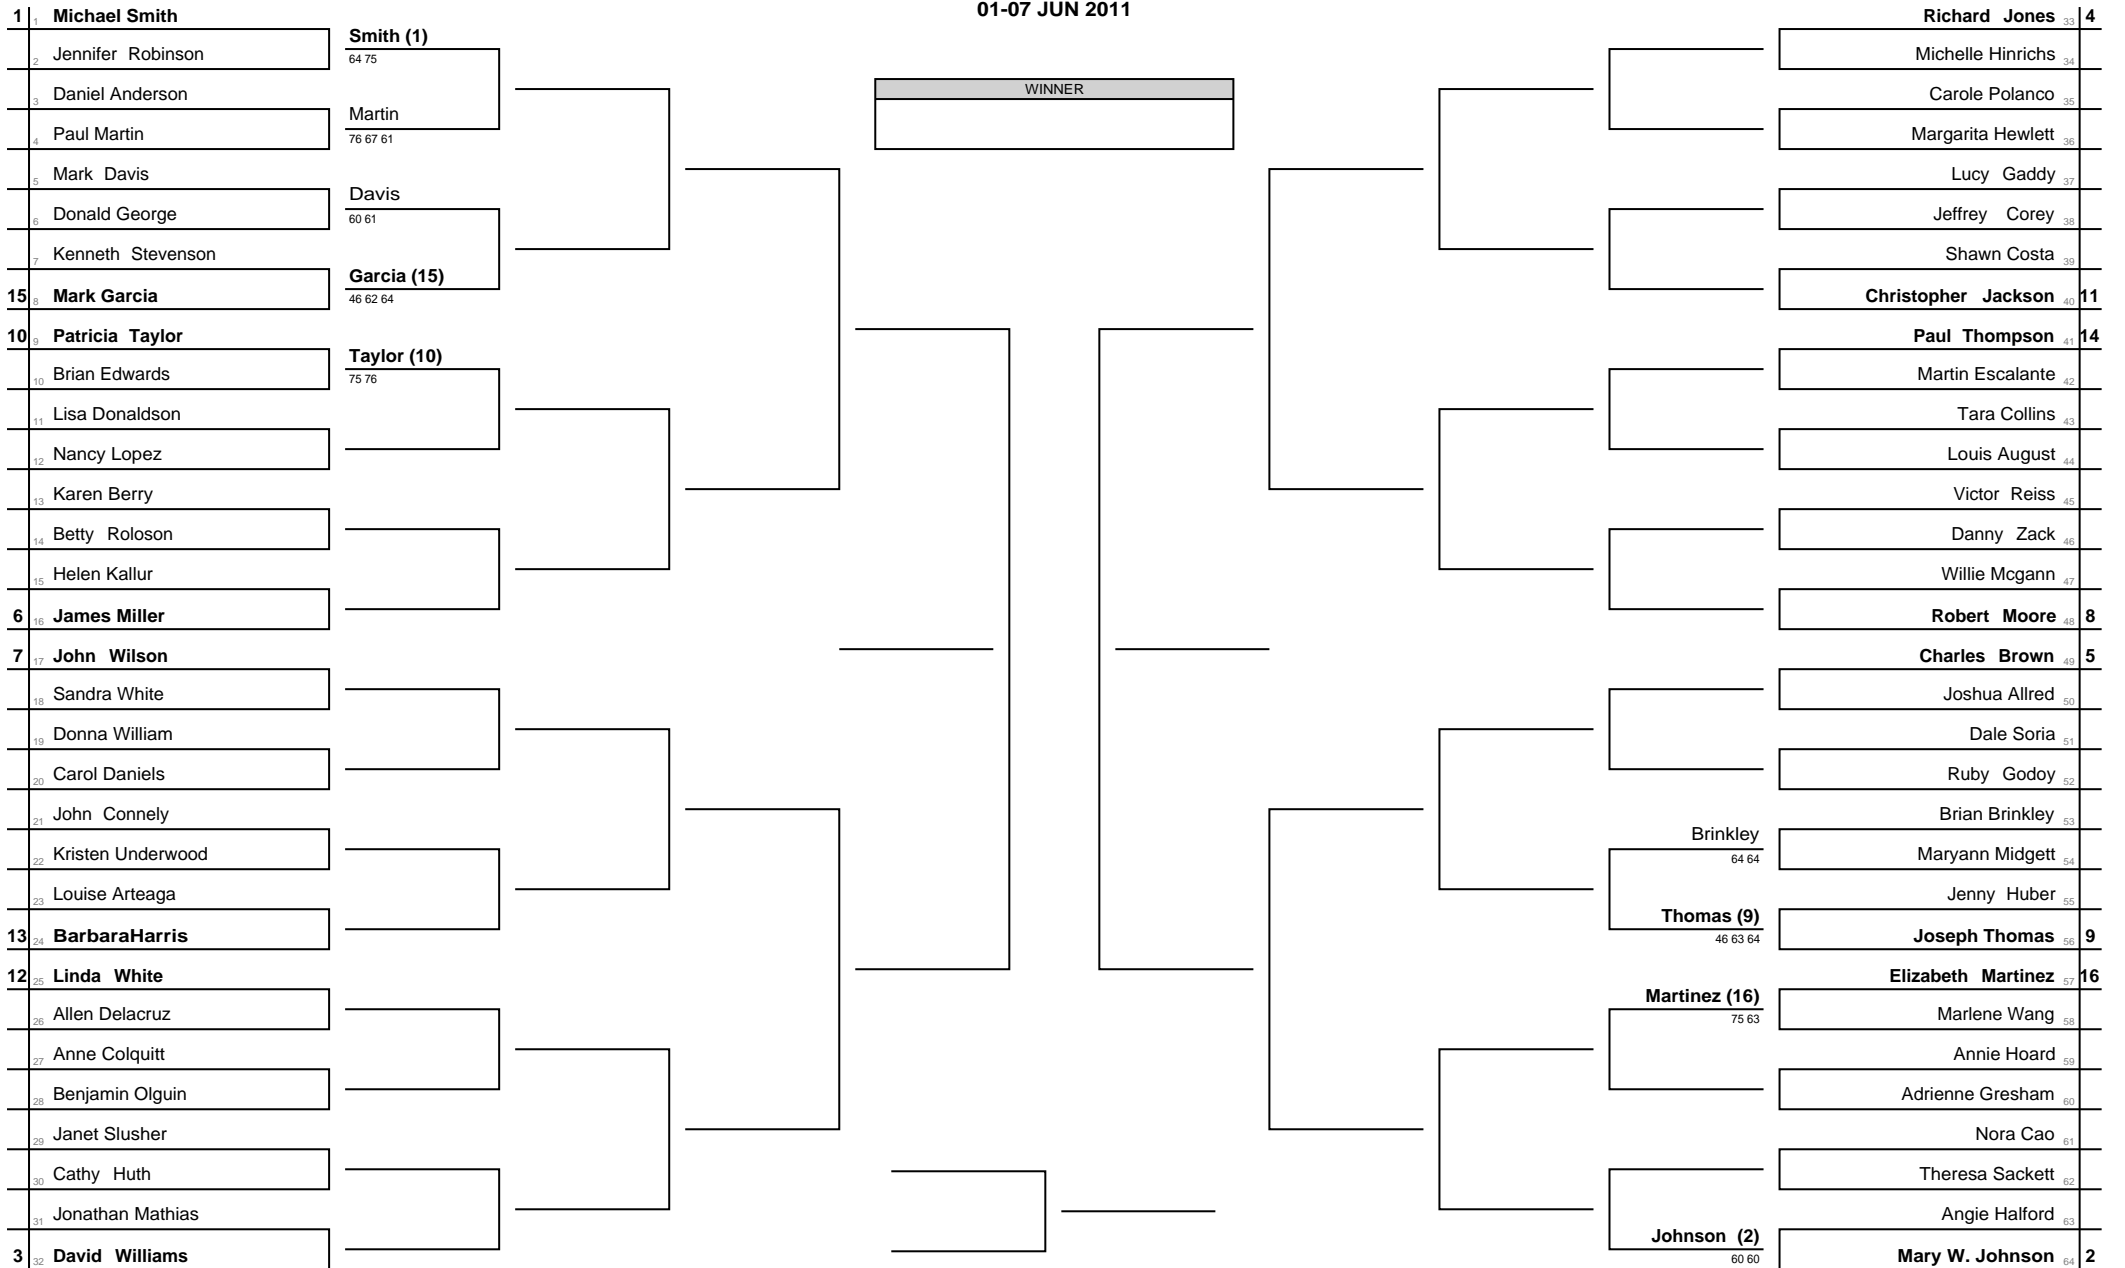 01-07 JUN 2011
WINNER
1 1 Michael Smith
2 Jennifer Robinson
3 Daniel Anderson
4 Paul Martin
5 Mark Davis
6 Donald George
7 Kenneth Stevenson
15 8 Mark Garcia
10 9 Patricia Taylor
10 Brian Edwards
11 Lisa Donaldson
12 Nancy Lopez
13 Karen Berry
14 Betty Roloson
15 Helen Kallur
6 16 James Miller
7 17 John Wilson
18 Sandra White
19 Donna William
20 Carol Daniels
21 John Connely
22 Kristen Underwood
23 Louise Arteaga
13 24 BarbaraHarris
12 25 Linda White
26 Allen Delacruz
27 Anne Colquitt
28 Benjamin Olguin
29 Janet Slusher
30 Cathy Huth
31 Jonathan Mathias
3 32 David Williams
Smith (1)
64 75
Martin
76 67 61
Davis
60 61
Garcia (15)
46 62 64
Taylor (10)
75 76
Brinkley
64 64
Thomas (9)
46 63 64
Martinez (16)
75 63
Johnson (2)
60 60
Richard Jones 33 4
Michelle Hinrichs 34
Carole Polanco 35
Margarita Hewlett 36
Lucy Gaddy 37
Jeffrey Corey 38
Shawn Costa 39
Christopher Jackson 40 11
Paul Thompson 41 14
Martin Escalante 42
Tara Collins 43
Louis August 44
Victor Reiss 45
Danny Zack 46
Willie Mcgann 47
Robert Moore 48 8
Charles Brown 49 5
Joshua Allred 50
Dale Soria 51
Ruby Godoy 52
Brian Brinkley 53
Maryann Midgett 54
Jenny Huber 55
Joseph Thomas 56 9
Elizabeth Martinez 57 16
Marlene Wang 58
Annie Hoard 59
Adrienne Gresham 60
Nora Cao 61
Theresa Sackett 62
Angie Halford 63
Mary W. Johnson 64 2